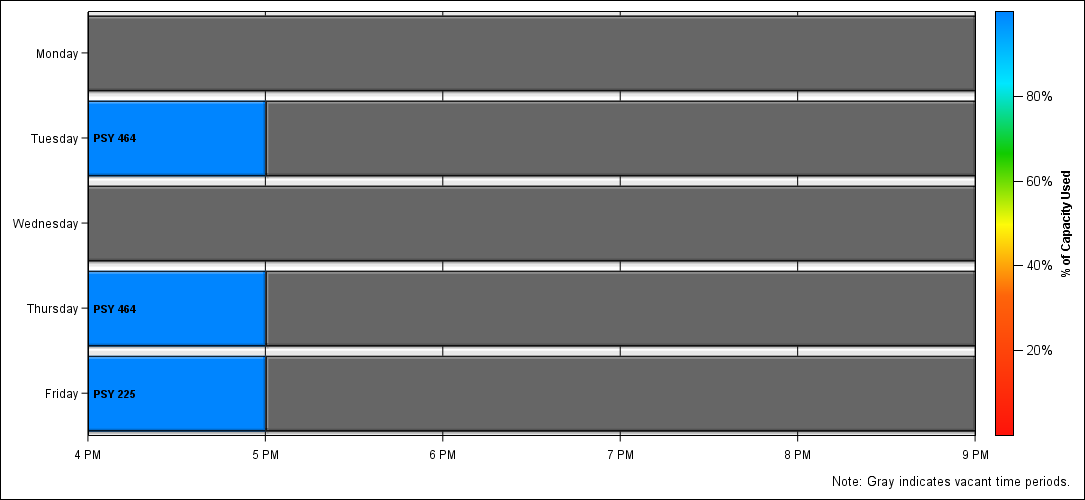 Monday
Tuesday
PSY 464
Wednesday
Thursday
PSY 464
Friday
PSY 225
4 PM
5 PM
6 PM
7 PM
8 PM
9 PM
80%
60%
40%
20%
% of Capacity Used
Note: Gray indicates vacant time periods.